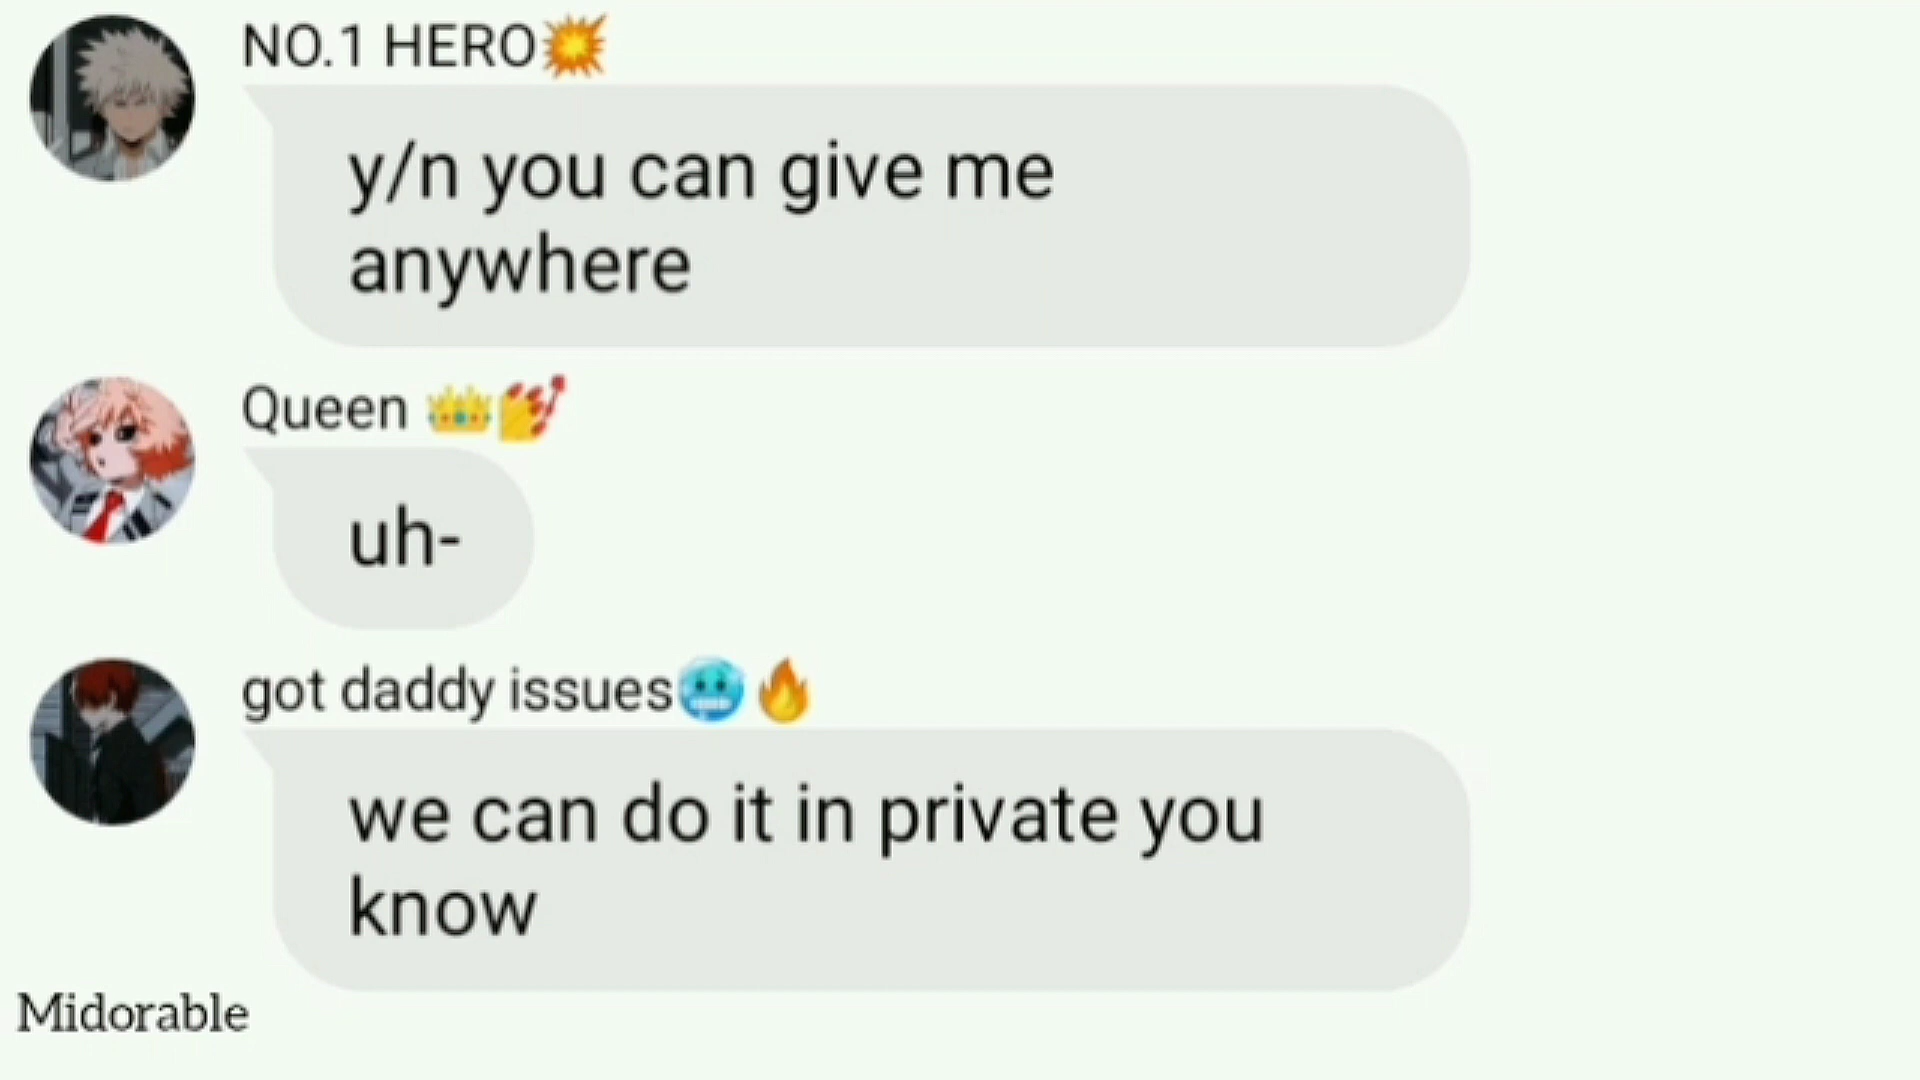 NO.1 HERO💥
y/n you can give me
anywhere
Queen 👑💅
uh-
got daddy issues🥶🔥
we can do it in private you
know
Midorable